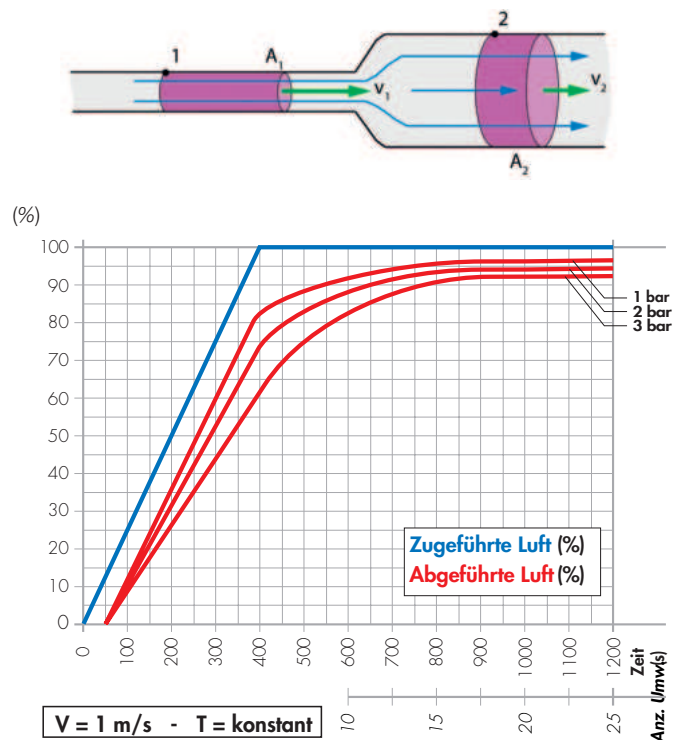 1 A₁ v₁ 2 v₂ A₂
(%)
100
90
80
70
60
50
40
30
20
10
0
1 bar
2 bar
3 bar
Zugeführte Luft (%)
Abgeführte Luft (%)
0 100 200 300 400 500 600 700 800 900 1000 1100 1200 Zeit (s)
10 15 20 25 Anz. Umw.
V = 1 m/s - T = konstant